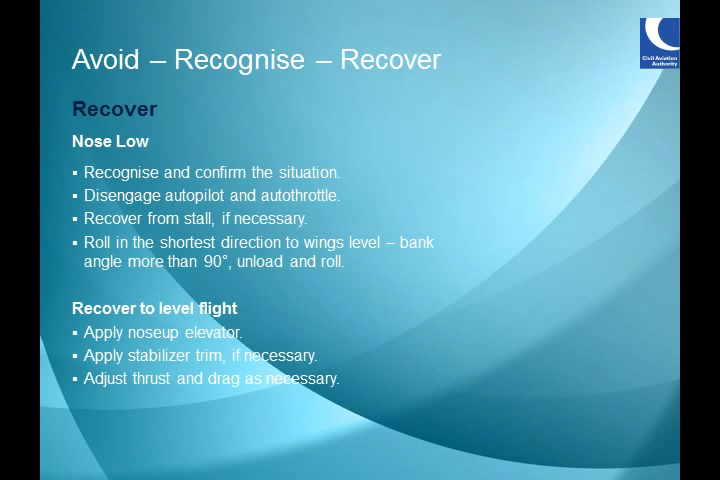 Avoid – Recognise – Recover
Civil Aviation
Authority
Recover
Nose Low
▪ Recognise and confirm the situation.
▪ Disengage autopilot and autothrottle.
▪ Recover from stall, if necessary.
▪ Roll in the shortest direction to wings level – bank
angle more than 90°, unload and roll.
Recover to level flight
▪ Apply noseup elevator.
▪ Apply stabilizer trim, if necessary.
▪ Adjust thrust and drag as necessary.